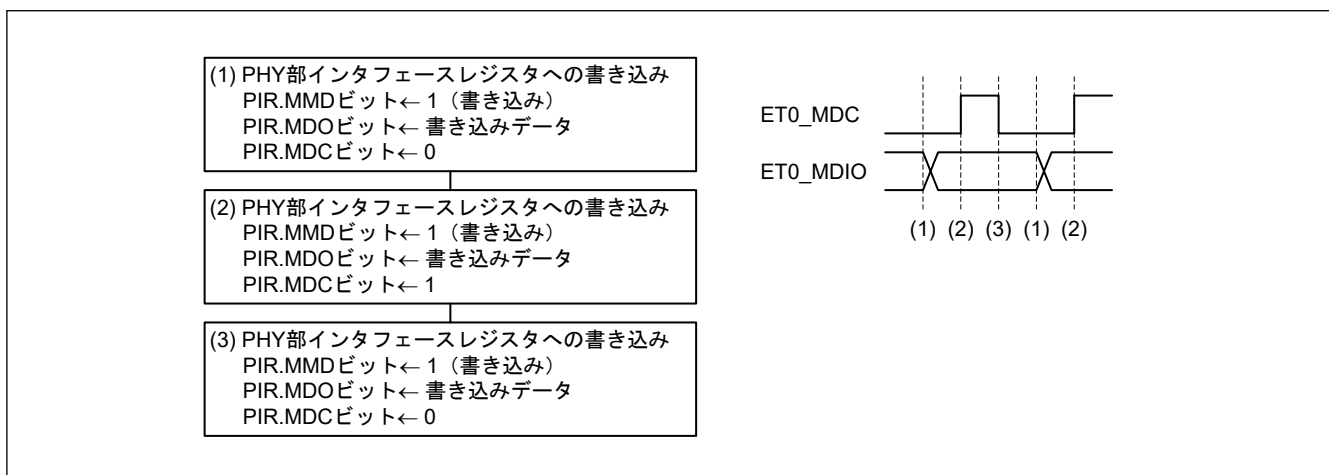 (1) PHY部インタフェースレジスタへの書き込み
PIR.MMDビット← 1（書き込み）
PIR.MDOビット← 書き込みデータ
PIR.MDCビット← 0
(2) PHY部インタフェースレジスタへの書き込み
PIR.MMDビット← 1（書き込み）
PIR.MDOビット← 書き込みデータ
PIR.MDCビット← 1
(3) PHY部インタフェースレジスタへの書き込み
PIR.MMDビット← 1（書き込み）
PIR.MDOビット← 書き込みデータ
PIR.MDCビット← 0
ET0_MDC
ET0_MDIO
(1) (2) (3) (1) (2)